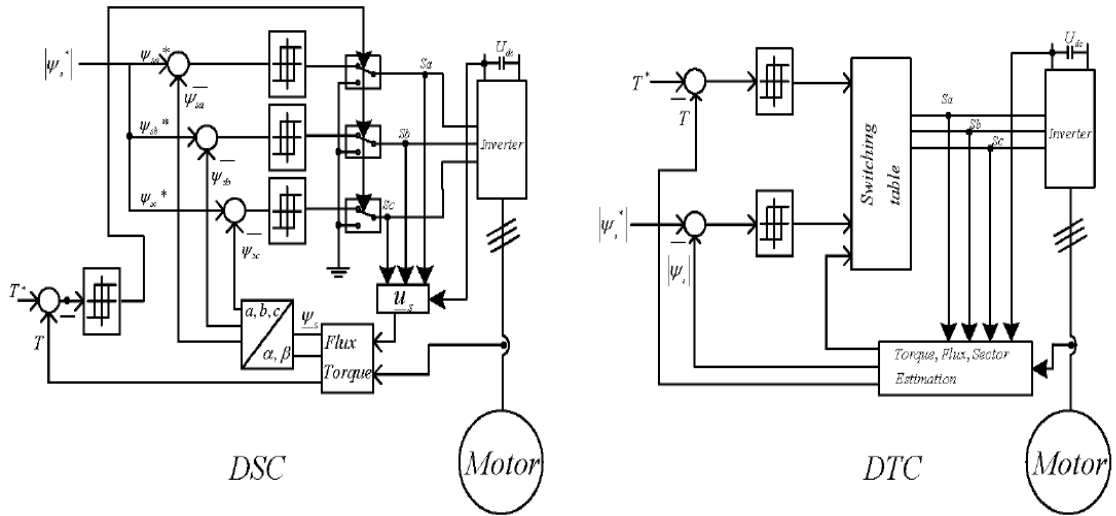 |ψs*|
ψsa*
ψsa
ψsb*
ψsb
ψsc*
ψsc
T*
T
a, b, c
α, β
ψs
Flux
Torque
us
Sa
Sb
Sc
Udc
Inverter
Motor
DSC
T*
T
|ψs*|
|ψs|
Switching
table
Sa
Sb
Sc
Udc
Inverter
Torque, Flux, Sector
Estimation
Motor
DTC